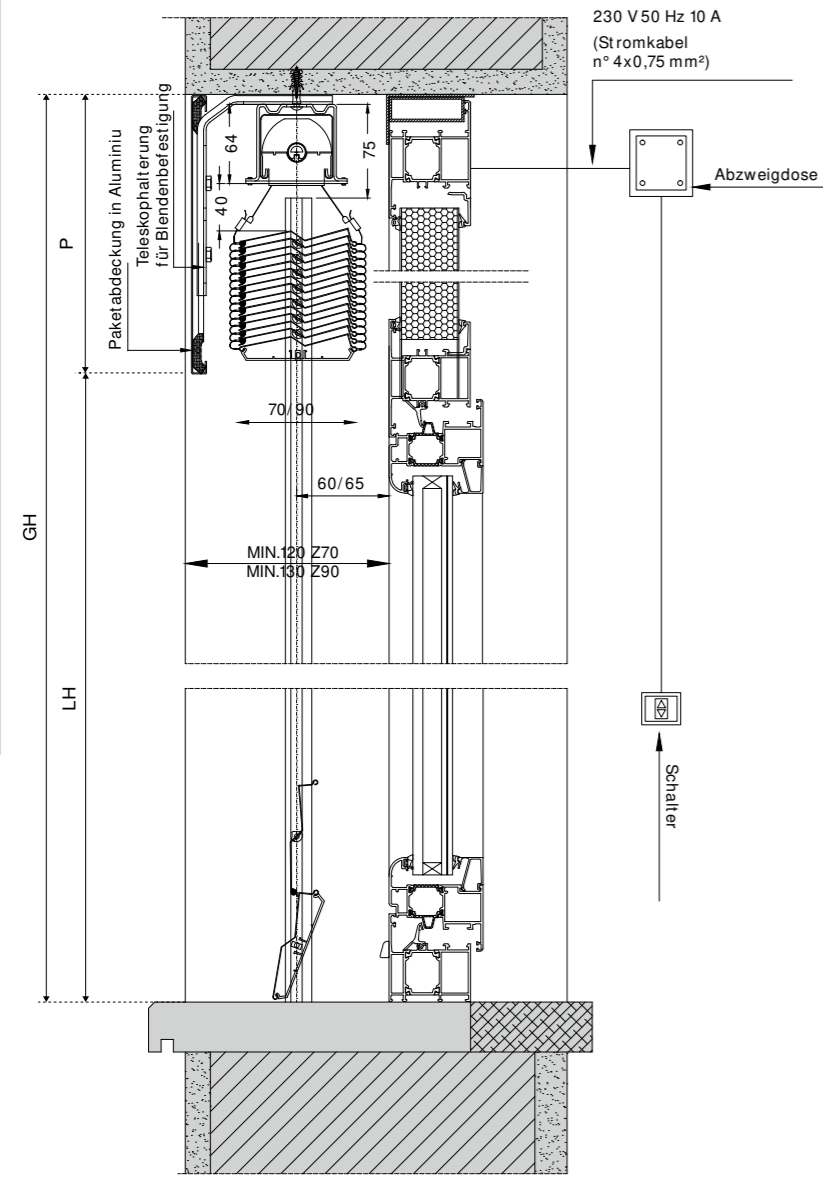 230 V 50 Hz 10 A
(Stromkabel
n° 4x0,75 mm²)
Abzweigdose
Schalter
GH
P
LH
Paketabdeckung in Aluminiu
Teleskophalterung
für Blendenbefestigung
64
40
75
70/90
60/65
MIN.120 Z70
MIN.130 Z90